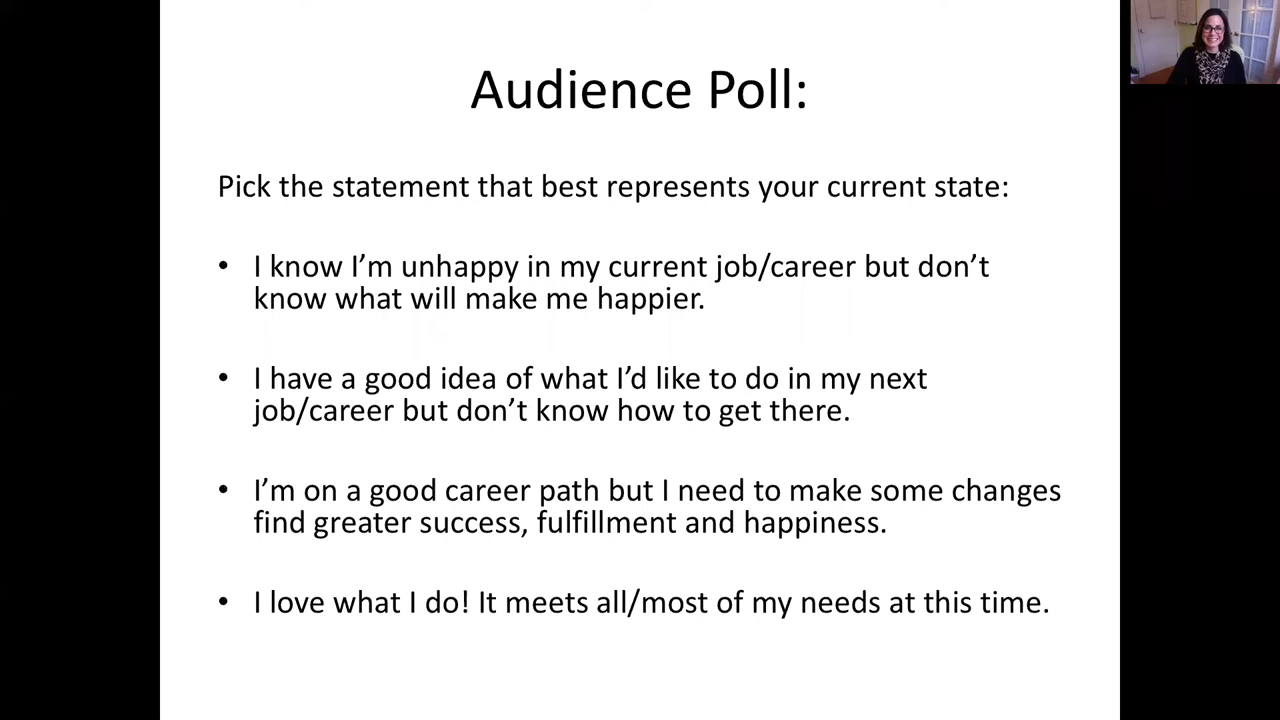 Audience Poll:
Pick the statement that best represents your current state:
• I know I’m unhappy in my current job/career but don’t
know what will make me happier.
• I have a good idea of what I’d like to do in my next
job/career but don’t know how to get there.
• I’m on a good career path but I need to make some changes
find greater success, fulfillment and happiness.
• I love what I do! It meets all/most of my needs at this time.